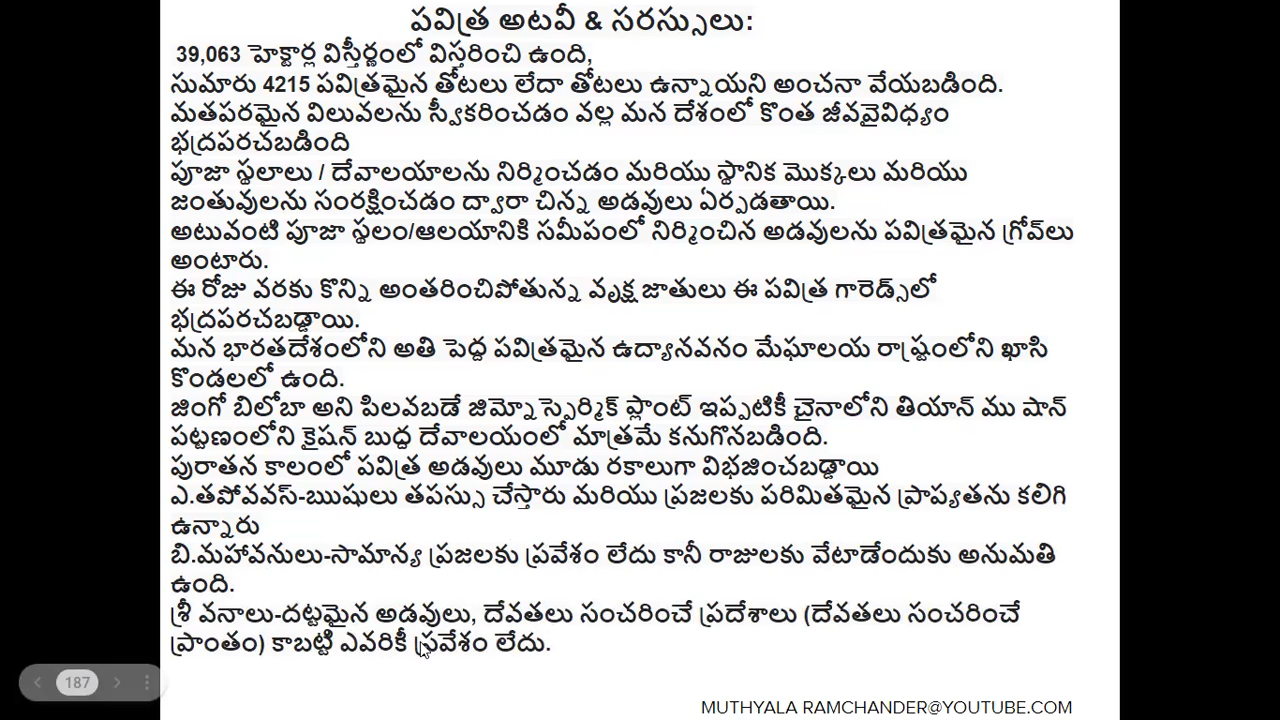 పవిత్ర అటవీ & సరస్సులు:
39,063 హెక్టార్ల విస్తీర్ణంలో విస్తరించి ఉంది,
సుమారు 4215 పవిత్రమైన తోటలు లేదా తోటలు ఉన్నాయని అంచనా వేయబడింది.
మతపరమైన విలువలను స్వీకరించడం వల్ల మన దేశంలో కొంత జీవవైవిధ్యం
భద్రపరచబడింది
పూజా స్థలాలు / దేవాలయాలను నిర్మించడం మరియు స్థానిక మొక్కలు మరియు
జంతువులను సంరక్షించడం ద్వారా చిన్న అడవులు ఏర్పడతాయి.
అటువంటి పూజా స్థలం/ఆలయానికి సమీపంలో నిర్మించిన అడవులను పవిత్రమైన గ్రోవ్‌లు
అంటారు.
ఈ రోజు వరకు కొన్ని అంతరించిపోతున్న వృక్ష జాతులు ఈ పవిత్ర గారెడ్స్‌లో
భద్రపరచబడ్డాయి.
మన భారతదేశంలోని అతి పెద్ద పవిత్రమైన ఉద్యానవనం మేఘాలయ రాష్ట్రంలోని ఖాసి
కొండలలో ఉంది.
జింగో బిలోబా అని పిలవబడే జిమ్నోస్పెర్మిక్ ప్లాంట్ ఇప్పటికీ చైనాలోని తియాన్ ము షాన్
పట్టణంలోని కైషన్ బుద్ధ దేవాలయంలో మాత్రమే కనుగొనబడింది.
పురాతన కాలంలో పవిత్ర అడవులు మూడు రకాలుగా విభజించబడ్డాయి
ఎ.తపోవవస్-ఋషులు తపస్సు చేస్తారు మరియు ప్రజలకు పరిమితమైన ప్రాప్యతను కలిగి
ఉన్నారు
బి.మహావనులు-సామాన్య ప్రజలకు ప్రవేశం లేదు కానీ రాజులకు వేటాడేందుకు అనుమతి
ఉంది.
శ్రీ వనాలు-దట్టమైన అడవులు, దేవతలు సంచరించే ప్రదేశాలు (దేవతలు సంచరించే
ప్రాంతం) కాబట్టి ఎవరికీ ప్రవేశం లేదు.
187
MUTHYALA RAMCHANDER@YOUTUBE.COM